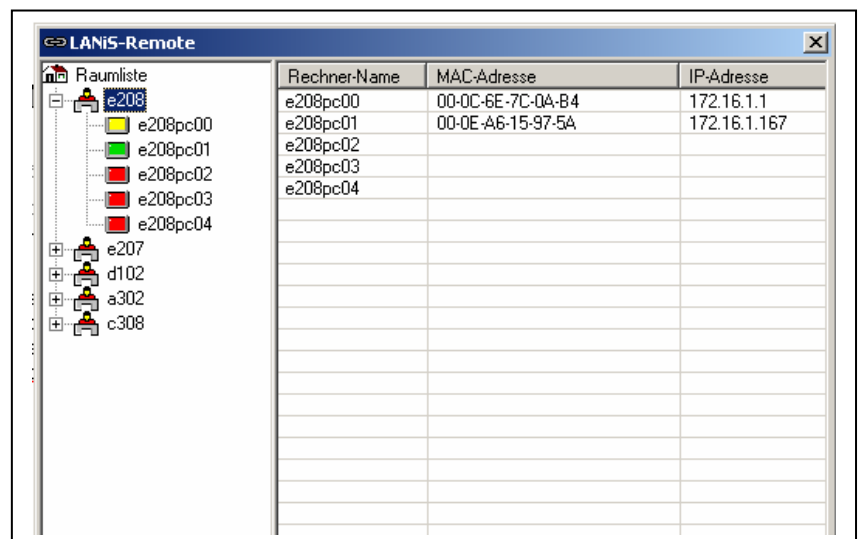 LANiS-Remote
Raumliste
e208
e208pc00
e208pc01
e208pc02
e208pc03
e208pc04
e207
d102
a302
c308
Rechner-Name MAC-Adresse IP-Adresse
e208pc00 00-0C-6E-7C-0A-B4 172.16.1.1
e208pc01 00-0E-A6-15-97-5A 172.16.1.167
e208pc02
e208pc03
e208pc04